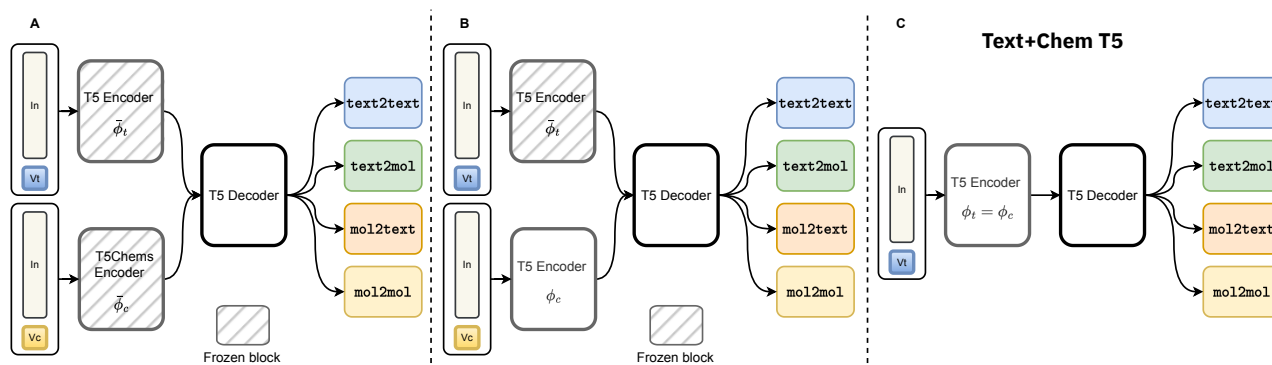 A
In
Vt
T5 Encoder
ϕ̄ₜ
In
Vc
T5Chems
Encoder
ϕ̄꜀
T5 Decoder
text2text
text2mol
mol2text
mol2mol
Frozen block
B
In
Vt
T5 Encoder
ϕ̄ₜ
In
Vc
T5 Encoder
ϕ꜀
T5 Decoder
text2text
text2mol
mol2text
mol2mol
Frozen block
C
Text+Chem T5
In
Vt
T5 Encoder
ϕₜ = ϕ꜀
T5 Decoder
text2text
text2mol
mol2text
mol2mol